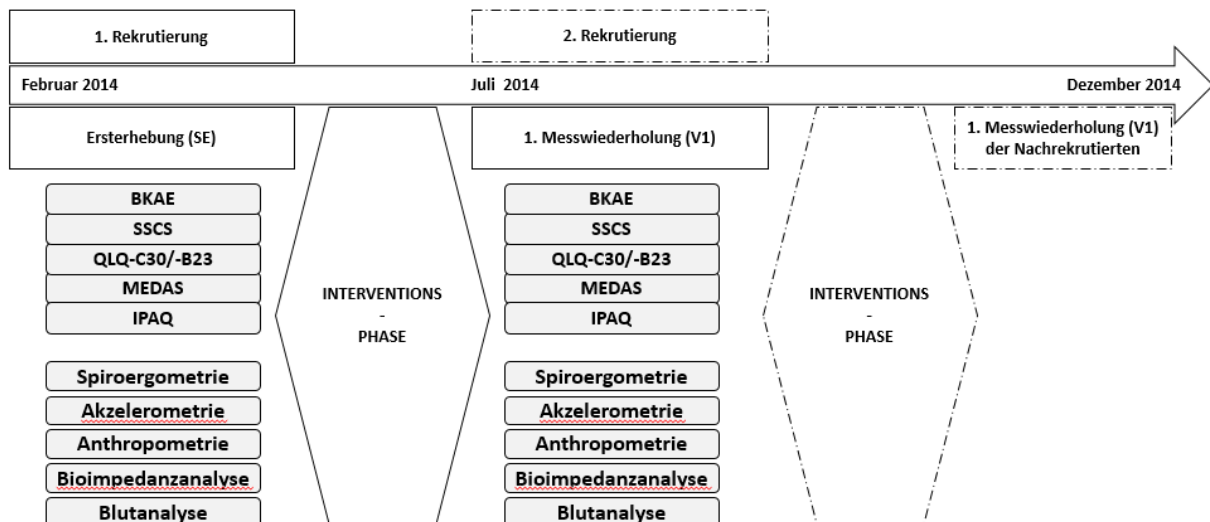 1. Rekrutierung
2. Rekrutierung
Februar 2014
Juli 2014
Dezember 2014
Ersterhebung (SE)
1. Messwiederholung (V1)
1. Messwiederholung (V1)
der Nachrekrutierten
BKAE
SSCS
QLQ-C30/-B23
MEDAS
IPAQ
Spiroergometrie
Akzelerometrie
Anthropometrie
Bioimpedanzanalyse
Blutanalyse
INTERVENTIONS
-
PHASE
BKAE
SSCS
QLQ-C30/-B23
MEDAS
IPAQ
Spiroergometrie
Akzelerometrie
Anthropometrie
Bioimpedanzanalyse
Blutanalyse
INTERVENTIONS
-
PHASE